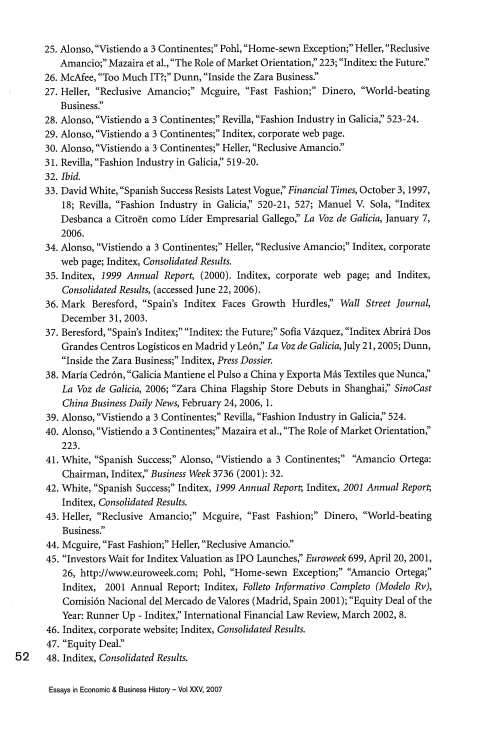 25. Alonso, “Vistiendo a 3 Continentes;” Pohl, “Home-sewn Exception;” Heller, “Reclusive
Amancio;” Mazaira et al., “The Role of Market Orientation,” 223; “Inditex: the Future.”
26. McAfee, “Too Much IT?;” Dunn, “Inside the Zara Business.”
27. Heller, “Reclusive Amancio;” Mcguire, “Fast Fashion;” Dinero, “World-beating
Business.”
28. Alonso, “Vistiendo a 3 Continentes;” Revilla, “Fashion Industry in Galicia,” 523-24.
29. Alonso, “Vistiendo a 3 Continentes;” Inditex, corporate web page.
30. Alonso, “Vistiendo a 3 Continentes;” Heller, “Reclusive Amancio.”
31. Revilla, “Fashion Industry in Galicia,” 519-20.
32. Ibid.
33. David White, “Spanish Success Resists Latest Vogue,” Financial Times, October 3, 1997,
18; Revilla, “Fashion Industry in Galicia,” 520-21, 527; Manuel V. Sola, “Inditex
Desbanca a Citroën como Líder Empresarial Gallego,” La Voz de Galicia, January 7,
2006.
34. Alonso, “Vistiendo a 3 Continentes;” Heller, “Reclusive Amancio;” Inditex, corporate
web page; Inditex, Consolidated Results.
35. Inditex, 1999 Annual Report, (2000). Inditex, corporate web page; and Inditex,
Consolidated Results, (accessed June 22, 2006).
36. Mark Beresford, “Spain’s Inditex Faces Growth Hurdles,” Wall Street Journal,
December 31, 2003.
37. Beresford, “Spain’s Inditex;” “Inditex: the Future;” Sofia Vázquez, “Inditex Abrirá Dos
Grandes Centros Logísticos en Madrid y León,” La Voz de Galicia, July 21, 2005; Dunn,
“Inside the Zara Business;” Inditex, Press Dossier.
38. María Cedrón, “Galicia Mantiene el Pulso a China y Exporta Más Textiles que Nunca,”
La Voz de Galicia, 2006; “Zara China Flagship Store Debuts in Shanghai,” SinoCast
China Business Daily News, February 24, 2006, 1.
39. Alonso, “Vistiendo a 3 Continentes;” Revilla, “Fashion Industry in Galicia,” 524.
40. Alonso, “Vistiendo a 3 Continentes;” Mazaira et al., “The Role of Market Orientation,”
223.
41. White, “Spanish Success;” Alonso, “Vistiendo a 3 Continentes;” “Amancio Ortega:
Chairman, Inditex,” Business Week 3736 (2001): 32.
42. White, “Spanish Success;” Inditex, 1999 Annual Report; Inditex, 2001 Annual Report;
Inditex, Consolidated Results.
43. Heller, “Reclusive Amancio;” Mcguire, “Fast Fashion;” Dinero, “World-beating
Business.”
44. Mcguire, “Fast Fashion;” Heller, “Reclusive Amancio.”
45. “Investors Wait for Inditex Valuation as IPO Launches,” Euroweek 699, April 20, 2001,
26, http://www.euroweek.com; Pohl, “Home-sewn Exception;” “Amancio Ortega;”
Inditex, 2001 Annual Report; Inditex, Folleto Informativo Completo (Modelo Rv),
Comisión Nacional del Mercado de Valores (Madrid, Spain 2001); “Equity Deal of the
Year: Runner Up - Inditex,” International Financial Law Review, March 2002, 8.
46. Inditex, corporate website; Inditex, Consolidated Results.
47. “Equity Deal.”
52 48. Inditex, Consolidated Results.
Essays in Economic & Business History – Vol XXV, 2007